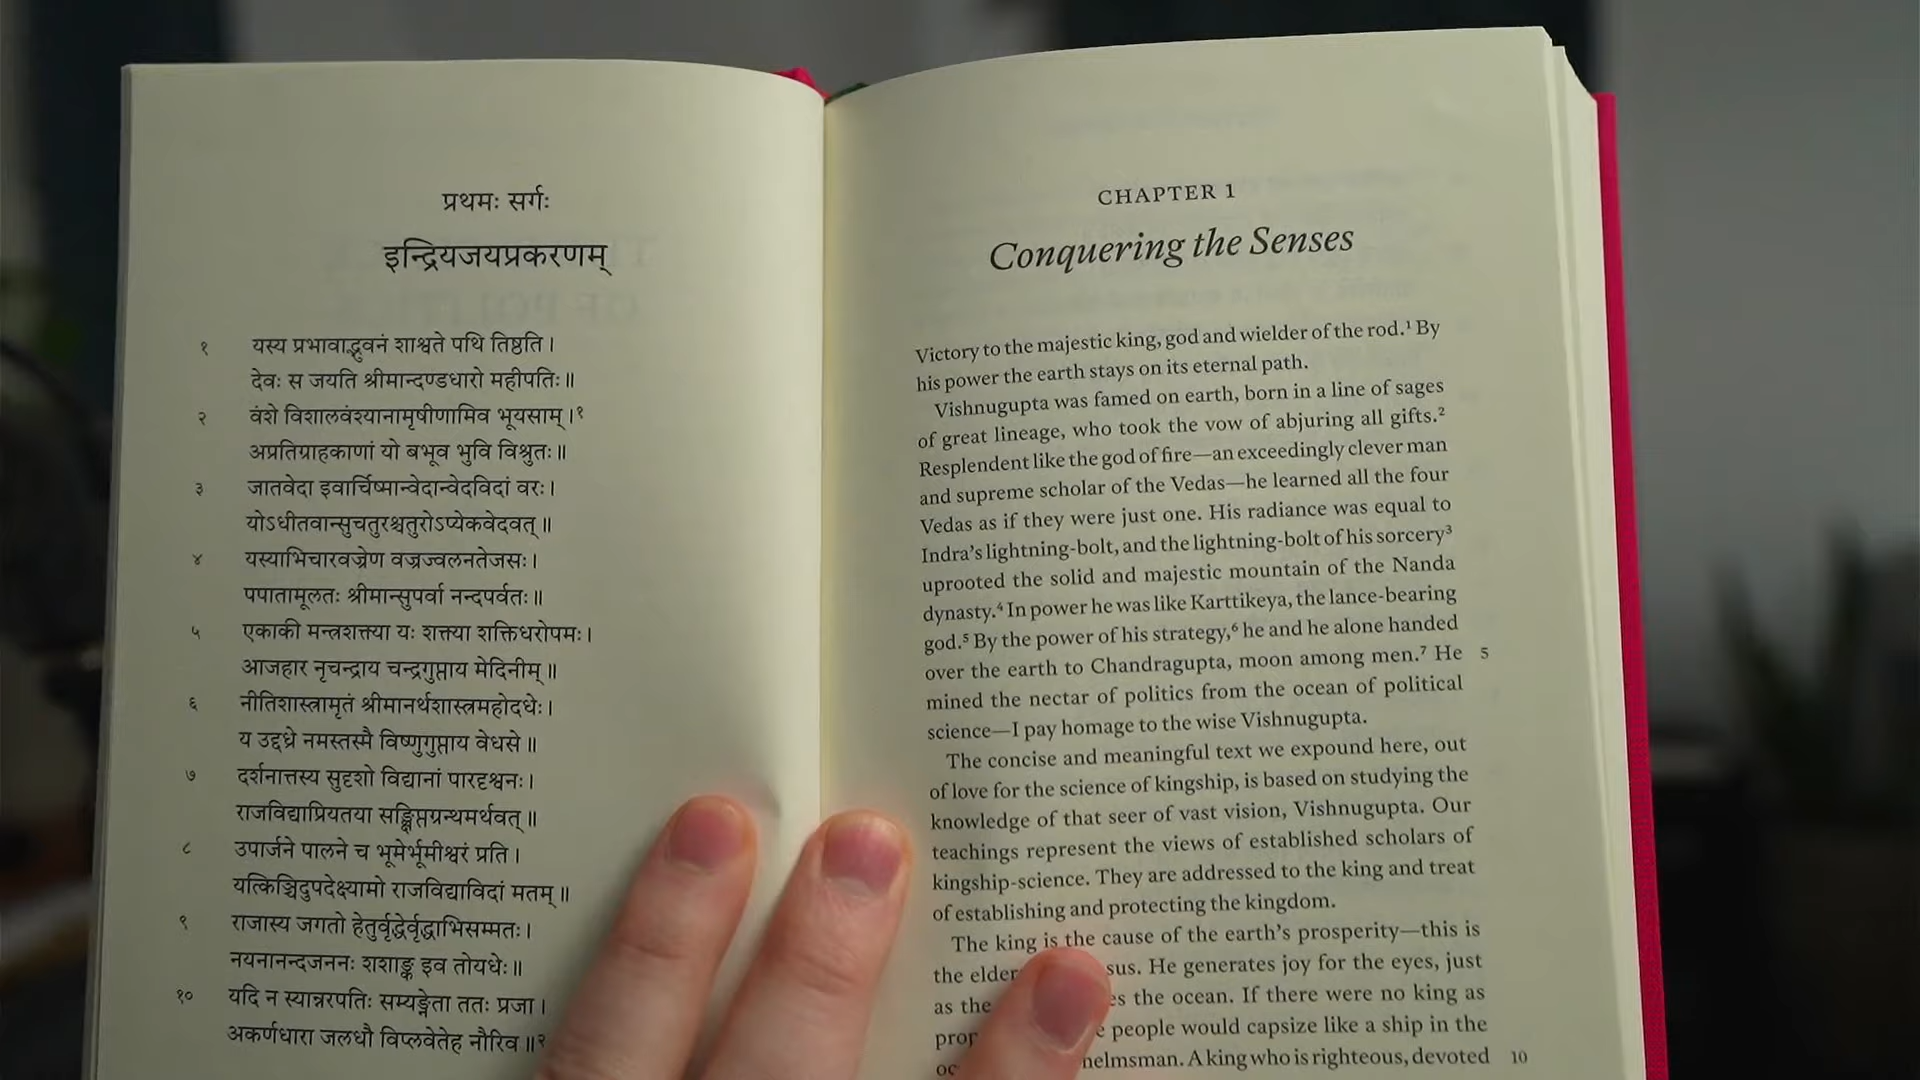 प्रथमः सर्गः
इन्द्रियजयप्रकरणम्
१ यस्य प्रभावाद्भुवनं शाश्वते पथि तिष्ठति ।
देवः स जयति श्रीमान्दण्डधारो महीपतिः ॥
२ वंशे विशालवंश्यानामृषीणामिव भूयसाम् ।१
अप्रतिग्राहकाणां यो बभूव भुवि विश्रुतः ॥
३ जातवेदा इवार्चिष्मान्वेदान्वेदविदां वरः ।
योऽधीतवान्सुचतुरश्चतुरोऽप्येकवेदवत् ॥
४ यस्याभिचारवज्रेण वज्रज्वलनतेजसः ।
पपातामूलतः श्रीमान्सुपर्वा नन्दपर्वतः ॥
५ एकाकी मन्त्रशक्त्या यः शक्त्या शक्तिधरोपमः ।
आजहार नृचन्द्राय चन्द्रगुप्ताय मेदिनीम् ॥
६ नीतिशास्त्रामृतं श्रीमानर्थशास्त्रमहोदधेः ।
य उद्दध्रे नमस्तस्मै विष्णुगुप्ताय वेधसे ॥
७ दर्शनात्तस्य सुदृशो विद्यानां पारदृश्वनः ।
राजविद्याप्रियतया सङ्क्षिप्तग्रन्थमर्थवत् ॥
८ उपार्जने पालने च भूमेर्भूमीश्वरं प्रति ।
यत्किञ्चिदुपदेक्ष्यामो राजविद्याविदां मतम् ॥
९ राजास्य जगतो हेतुर्वृद्धेर्वृद्धाभिसम्मतः ।
नयनानन्दजननः शशाङ्क इव तोयधेः ॥
१० यदि न स्यान्नरपतिः सम्यङ्नेता ततः प्रजा ।
अकर्णधारा जलधौ विप्लवेतेह नौरिव ॥२
CHAPTER 1
Conquering the Senses
Victory to the majestic king, god and wielder of the rod.¹ By
his power the earth stays on its eternal path.
Vishnugupta was famed on earth, born in a line of sages
of great lineage, who took the vow of abjuring all gifts.²
Resplendent like the god of fire—an exceedingly clever man
and supreme scholar of the Vedas—he learned all the four
Vedas as if they were just one. His radiance was equal to
Indra's lightning-bolt, and the lightning-bolt of his sorcery³
uprooted the solid and majestic mountain of the Nanda
dynasty.⁴ In power he was like Karttikeya, the lance-bearing
god.⁵ By the power of his strategy,⁶ he and he alone handed
over the earth to Chandragupta, moon among men.⁷ He 5
mined the nectar of politics from the ocean of political
science—I pay homage to the wise Vishnugupta.
The concise and meaningful text we expound here, out
of love for the science of kingship, is based on studying the
knowledge of that seer of vast vision, Vishnugupta. Our
teachings represent the views of established scholars of
kingship-science. They are addressed to the king and treat
of establishing and protecting the kingdom.
The king is the cause of the earth's prosperity—this is
the He generates joy for the eyes, just
as the the ocean. If there were no king as
people would capsize like a ship in the
helmsman. A king who is righteous, devoted 10